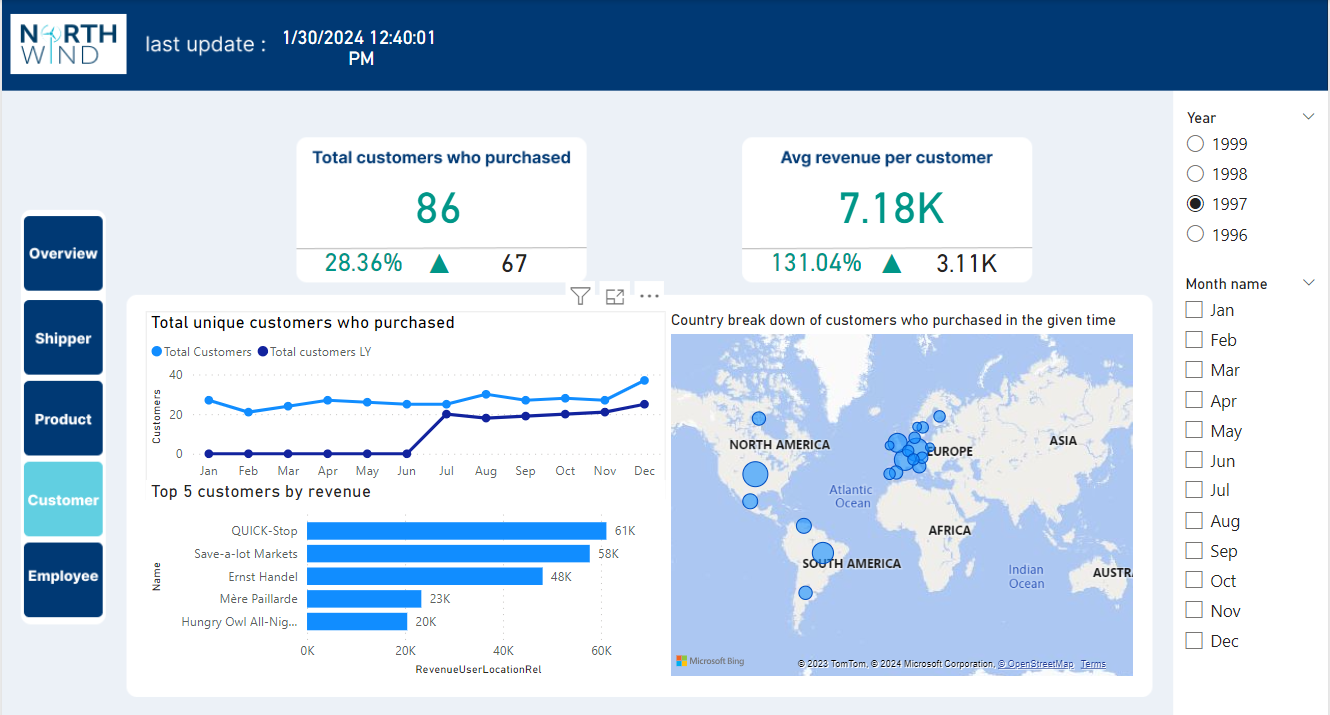 NORTH
WIND
last update :
1/30/2024 12:40:01
PM
Overview
Shipper
Product
Customer
Employee
Total customers who purchased
86
28.36%
67
Avg revenue per customer
7.18K
131.04%
3.11K
Total unique customers who purchased
Total Customers
Total customers LY
Customers
40
20
0
Jan Feb Mar Apr May Jun Jul Aug Sep Oct Nov Dec
Top 5 customers by revenue
Name
QUICK-Stop 61K
Save-a-lot Markets 58K
Ernst Handel 48K
Mère Paillarde 23K
Hungry Owl All-Nig... 20K
0K 20K 40K 60K
RevenueUserLocationRel
Country break down of customers who purchased in the given time
NORTH AMERICA
EUROPE
ASIA
Atlantic
Ocean
AFRICA
SOUTH AMERICA
Indian
Ocean
AUSTR
Microsoft Bing
© 2023 TomTom, © 2024 Microsoft Corporation, © OpenStreetMap Terms
Year
1999
1998
1997
1996
Month name
Jan
Feb
Mar
Apr
May
Jun
Jul
Aug
Sep
Oct
Nov
Dec